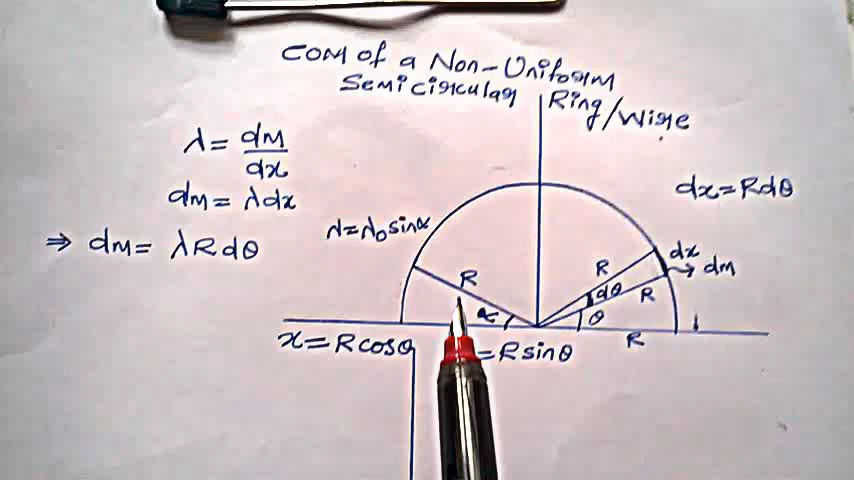 COM of a Non-Uniform
Semicircular Ring/Wire
λ = dm/dx
dm = λdx
⇒ dm = λRdθ
λ=λ₀sinα
dx=Rdθ
dx
dm
R
R
dθ
R
α
θ
R
x=Rcosθ
=Rsinθ